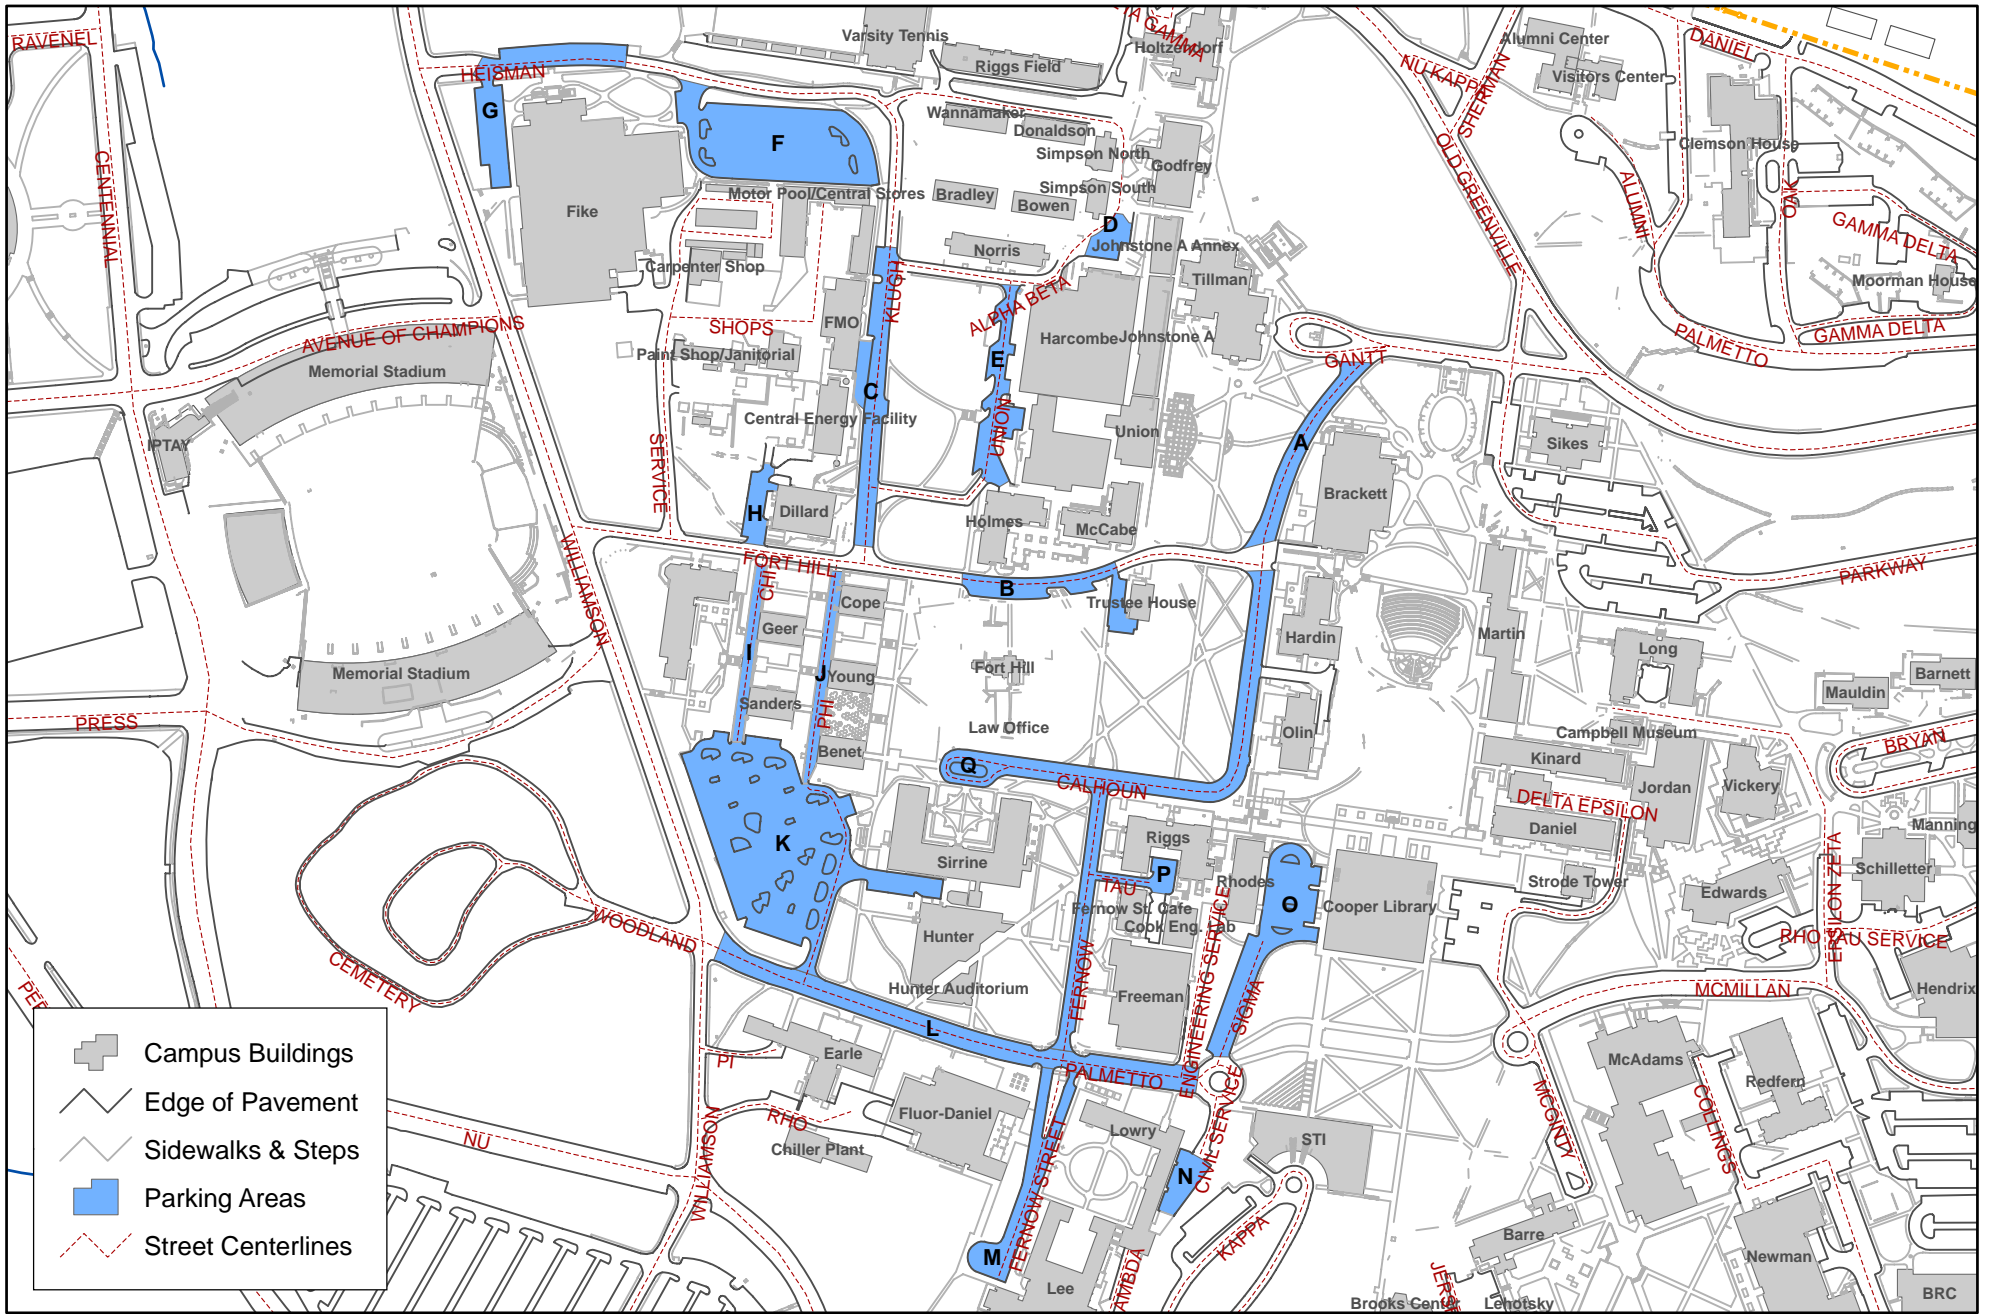 RAVENEL
Varsity Tennis
TA GAMMA
Holtzendorf
Alumni Center
DANIEL
HEISMAN
Riggs Field
NU KAPPA
SHERMAN
Visitors Center
G
F
Wannamaker
Donaldson
Simpson North
Godfrey
OLD GREENVILLE
Clemson House
CENTENNIAL
Motor Pool/Central Stores
Bradley
Simpson South
Bowen
ALUMNI
OAK
Fike
D
Johnstone A Annex
GAMMA DELTA
Norris
Carpenter Shop
Tillman
Moorman House
KLUGH
ALPHA BETA
AVENUE OF CHAMPIONS
SHOPS
FMO
Harcombe
Johnstone A
GAMMA DELTA
PALMETTO
Paint Shop/Janitorial
E
GANTT
Memorial Stadium
C
Central Energy Facility
UNION
Union
A
Sikes
IPTAY
SERVICE
Brackett
H
Dillard
Holmes
McCabe
WILLIAMSON
FORT HILL
CHI
B
PARKWAY
Cope
Trustee House
Geer
Hardin
Martin
I
Long
Memorial Stadium
J
Young
Fort Hill
Barnett
Mauldin
Sanders
PHI
Law Office
Olin
Campbell Museum
PRESS
Benet
BRYAN
Q
Kinard
CALHOUN
Jordan
Vickery
DELTA EPSILON
Daniel
Manning
K
Riggs
Sirrine
P
TAU
Rhodes
Strode Tower
Schilletter
EPSILON ZETA
Edwards
Fernow St. Cafe
O
Cooper Library
WOODLAND
Cook Eng. Lab
Hunter
RHO TAU SERVICE
CEMETERY
Hunter Auditorium
FERNOW
Freeman
ENGINEERING SERVICE
SIGMA
MCMILLAN
Hendrix
L
Earle
PI
PALMETTO
McAdams
Redfern
MCGINTY
COLLINGS
Fluor-Daniel
RHO
Lowry
CIVIL SERVICE
STI
NU
WILLIAMSON
Chiller Plant
N
FERNOW STREET
KAPPA
Barre
M
Newman
Lee
Brooks Center
Lehotsky
BRC
Campus Buildings
Edge of Pavement
Sidewalks & Steps
Parking Areas
Street Centerlines